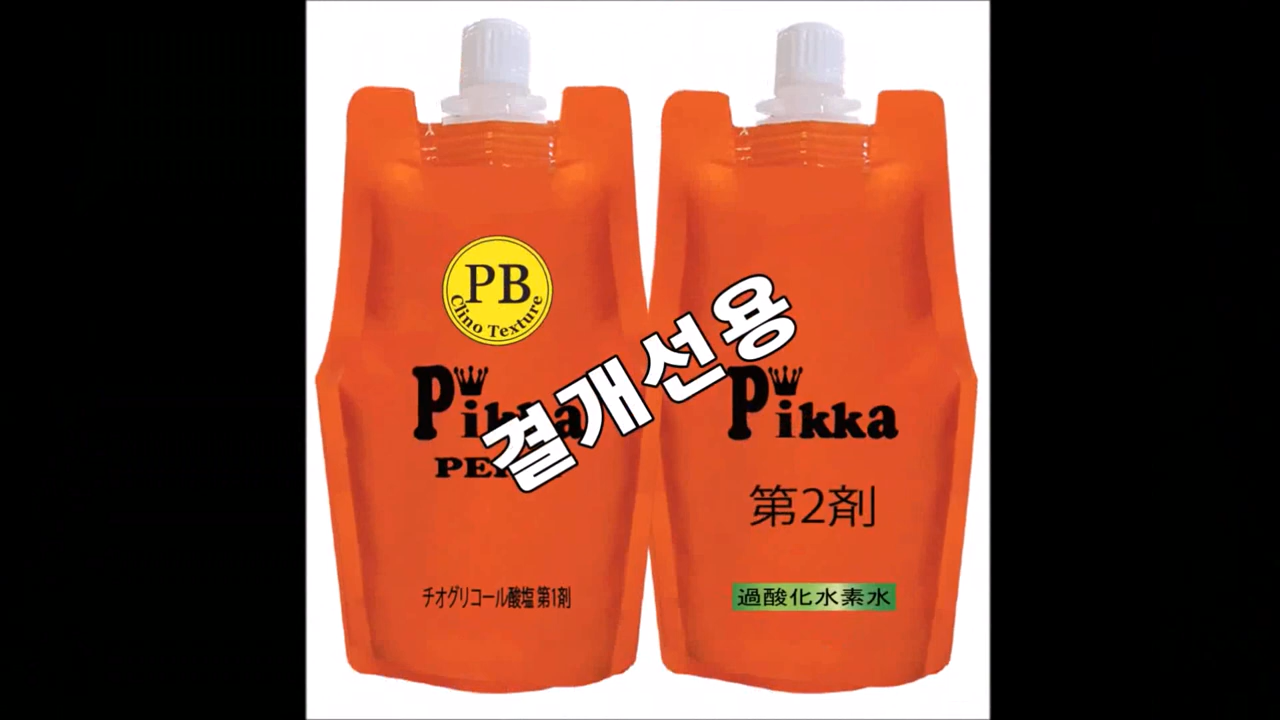 PB
Clino Texture
Pikka
チオグリコール酸塩 第1剤
결개선용
Pikka
第2剤
過酸化水素水